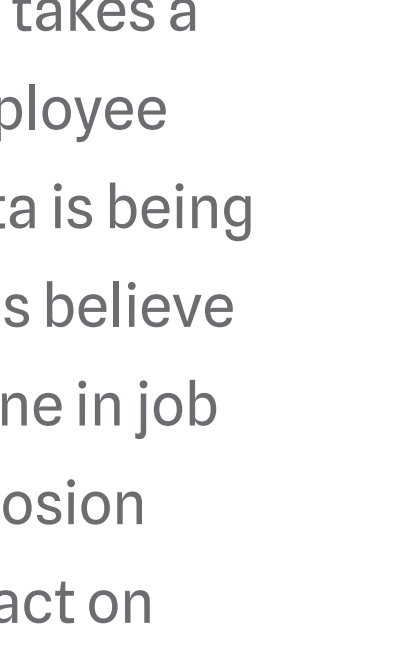 takes a
ployee
ta is being
s believe
ne in job
osion
act on